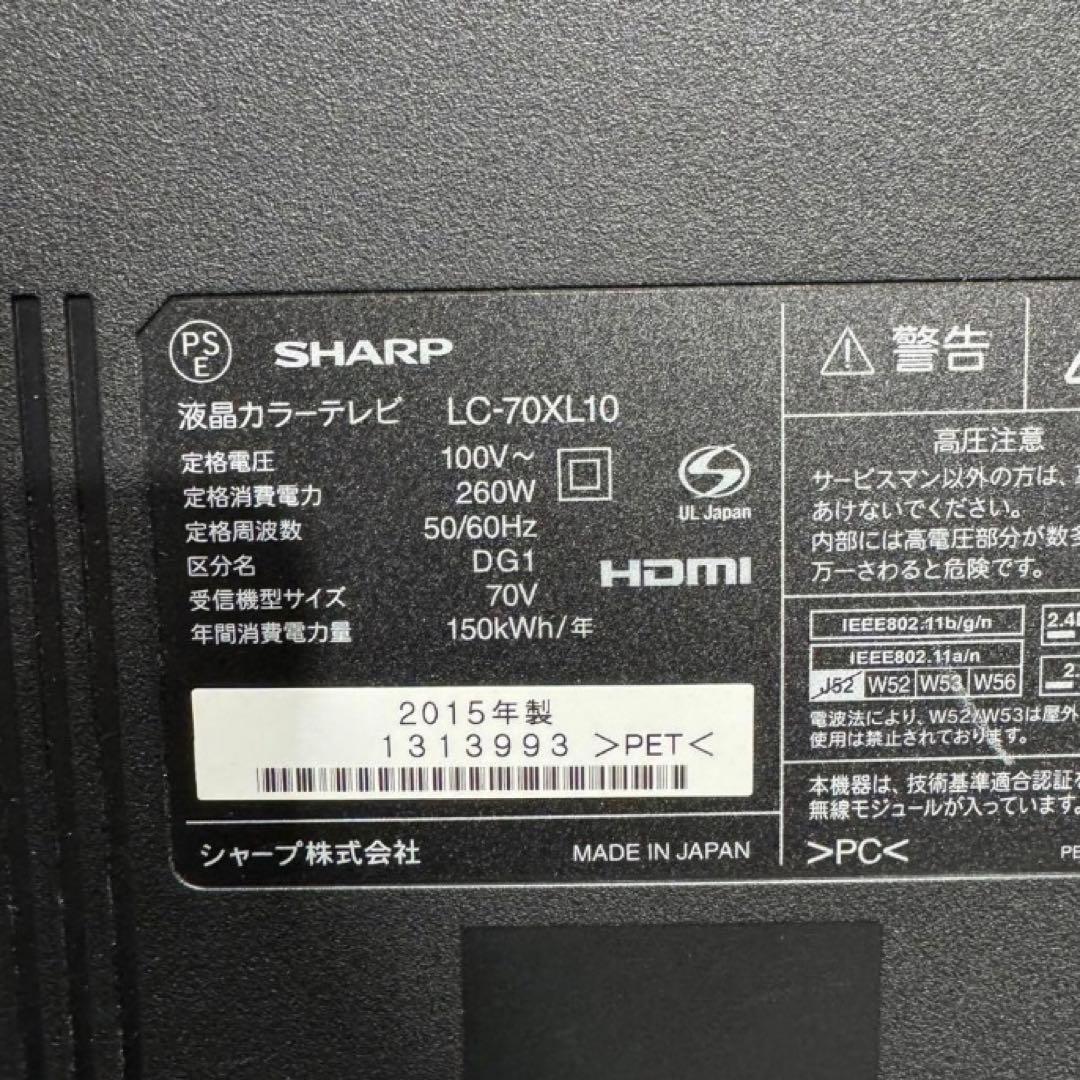 PS
E
SHARP
液晶カラーテレビ LC-70XL10
定格電圧 100V～
定格消費電力 260W
定格周波数 50/60Hz
区分名 DG1
受信機型サイズ 70V
年間消費電力量 150kWh/年
UL Japan
HDMI
2015年製
1313993 >PET<
シャープ株式会社 MADE IN JAPAN
警告
高圧注意
サービスマン以外の方は、
あけないでください。
内部には高電圧部分が数多
万一さわると危険です。
IEEE802.11b/g/n
IEEE802.11a/n
J52 W52 W53 W56
2.4
2.
電波法により、W52/W53は屋外
使用は禁止されております。
本機器は、技術基準適合認証を
無線モジュールが入っています。
>PC< PE